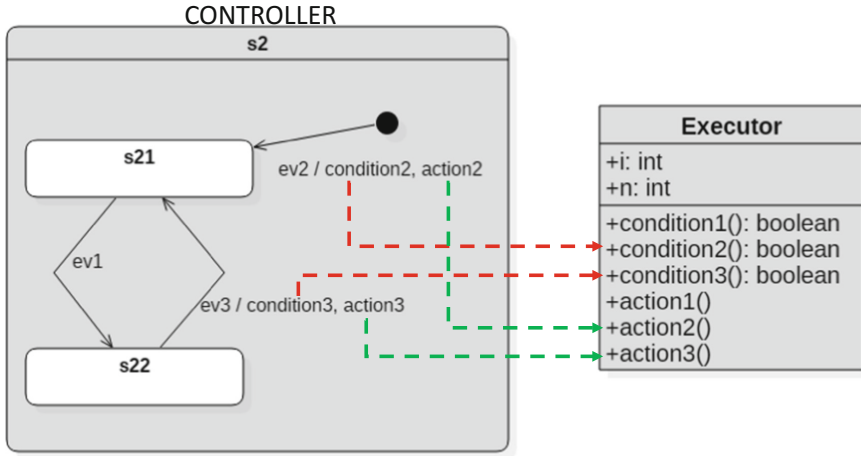 CONTROLLER
s2
s21
ev2 / condition2, action2
ev1
ev3 / condition3, action3
s22
Executor
+i: int
+n: int
+condition1(): boolean
+condition2(): boolean
+condition3(): boolean
+action1()
+action2()
+action3()